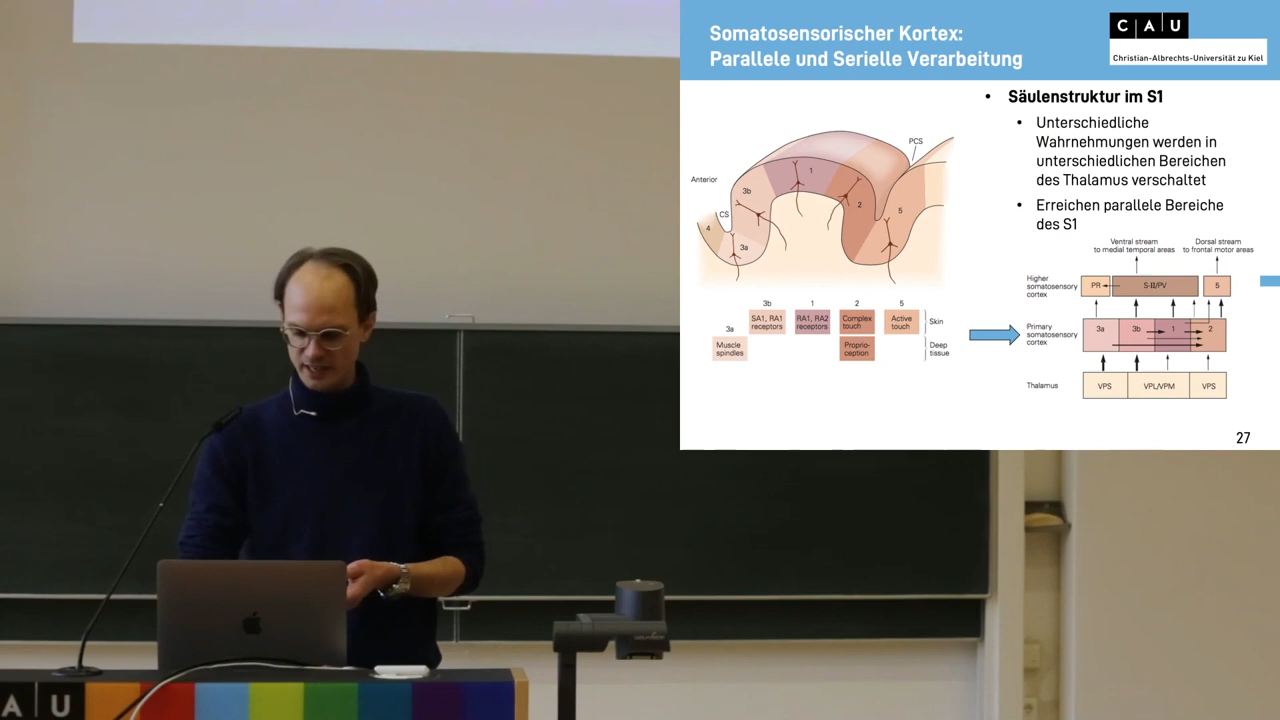 Somatosensorischer Kortex:
Parallele und Serielle Verarbeitung
C A U
Christian-Albrechts-Universität zu Kiel
• Säulenstruktur im S1
• Unterschiedliche
Wahrnehmungen werden in
unterschiedlichen Bereichen
des Thalamus verschaltet
• Erreichen parallele Bereiche
des S1
PCS
Anterior
1
3b
2
CS
5
4
3a
3b 1 2 5
SA1, RA1
receptors
RA1, RA2
receptors
Complex
touch
Active
touch
Skin
3a
Muscle
spindles
Proprio-
ception
Deep
tissue
Ventral stream
to medial temporal areas
Dorsal stream
to frontal motor areas
Higher
somatosensory
cortex
PR S-II/PV 5
Primary
somatosensory
cortex
3a 3b 1 2
Thalamus
VPS VPL/VPM VPS
27
A U